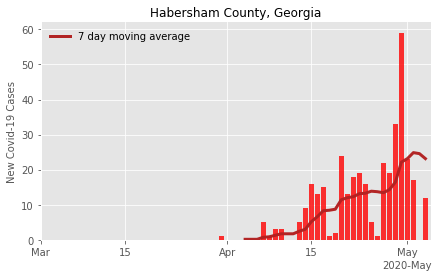 Habersham County, Georgia
7 day moving average
New Covid-19 Cases
60
50
40
30
20
10
0
Mar 15 Apr 15 May
2020-May